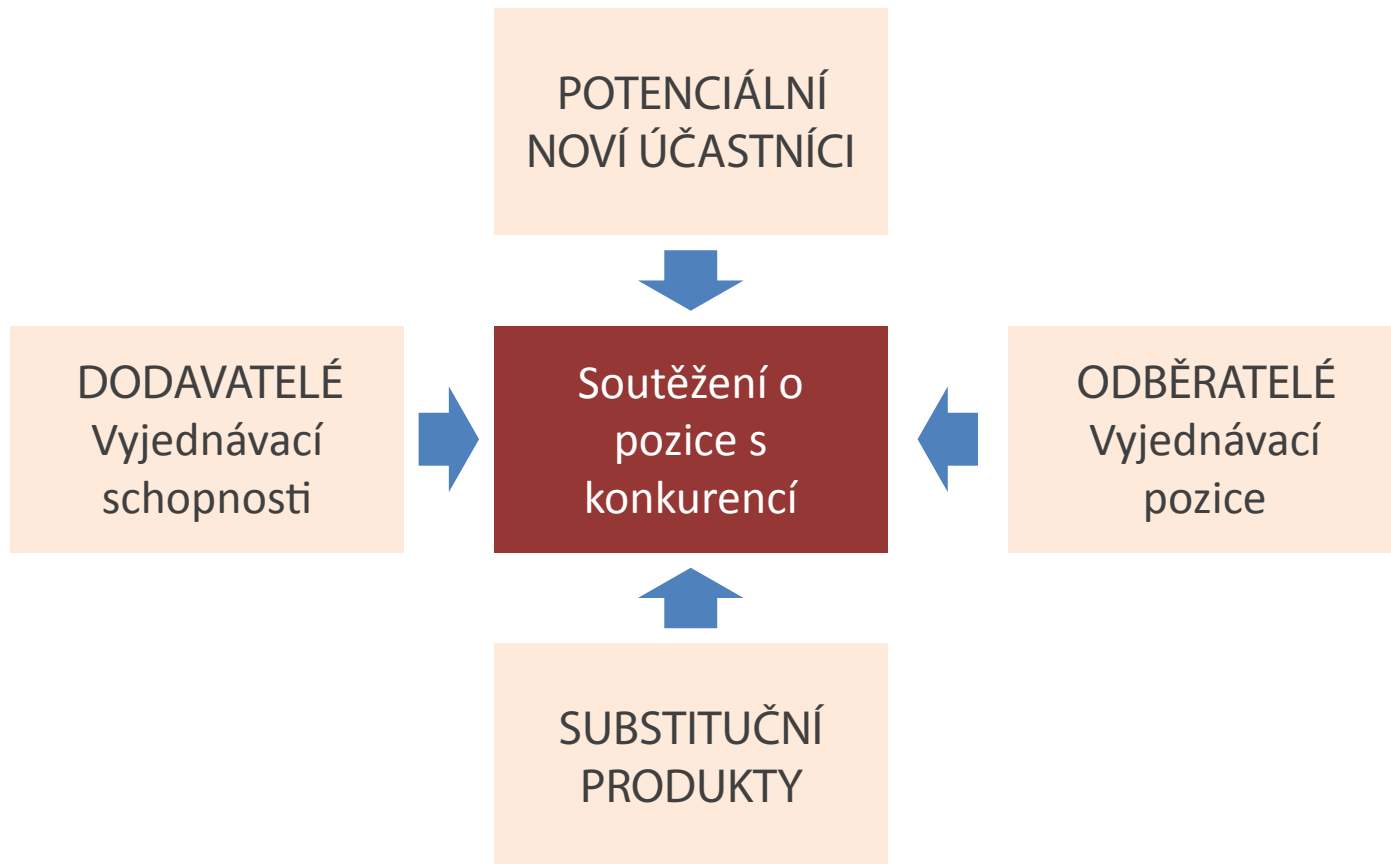 POTENCIÁLNÍ
NOVÍ ÚČASTNÍCI
DODAVATELÉ
Vyjednávací
schopnosti
Soutěžení o
pozice s
konkurencí
ODBĚRATELÉ
Vyjednávací
pozice
SUBSTITUČNÍ
PRODUKTY